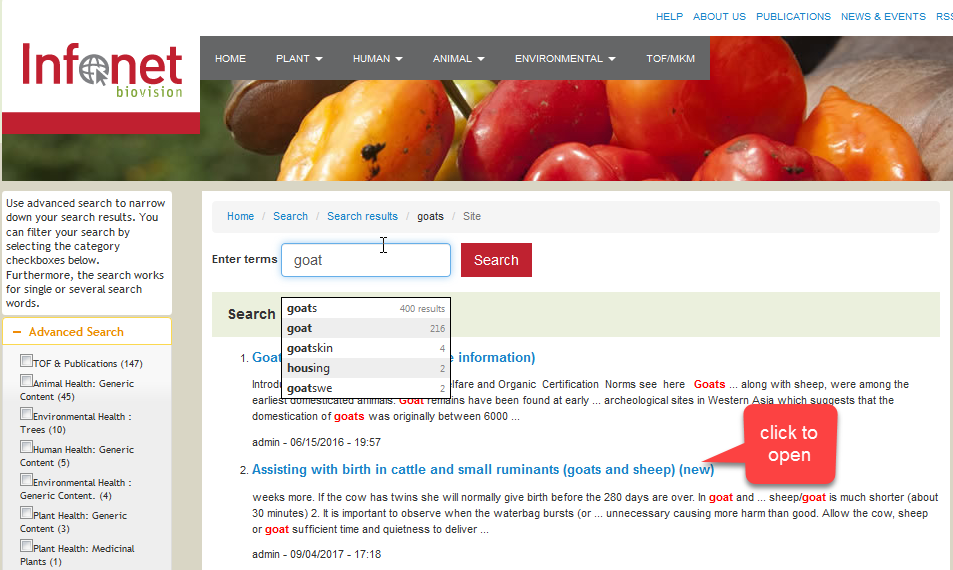 HELP ABOUT US PUBLICATIONS NEWS & EVENTS RSS
Infonet
biovision
HOME PLANT HUMAN ANIMAL ENVIRONMENTAL TOF/MKM
Use advanced search to narrow
down your search results. You
can filter your search by
selecting the category
checkboxes below.
Furthermore, the search works
for single or several search
words.
− Advanced Search
TOF & Publications (147)
Animal Health: Generic
Content (45)
Environmental Health :
Trees (10)
Human Health: Generic
Content (5)
Environmental Health :
Generic Content. (4)
Plant Health: Generic
Content (3)
Plant Health: Medicinal
Plants (1)
Home / Search / Search results / goats / Site
Enter terms goat Search
Search
goats 400 results
goat 216
goatskin 4
housing 2
goatswe 2
1. Goat information)
Introdu elfare and Organic Certification Norms see here Goats ... along with sheep, were among the
earliest domesticated animals. Goat remains have been found at early ... archeological sites in Western Asia which suggests that the
domestication of goats was originally between 6000 ...
admin - 06/15/2016 - 19:57
click to
open
2. Assisting with birth in cattle and small ruminants (goats and sheep) (new)
weeks more. If the cow has twins she will normally give birth before the 280 days are over. In goat and ... sheep/goat is much shorter (about
30 minutes) 2. It is important to observe when the waterbag bursts (or ... unnecessary causing more harm than good. Allow the cow, sheep
or goat sufficient time and quietness to deliver ...
admin - 09/04/2017 - 17:18